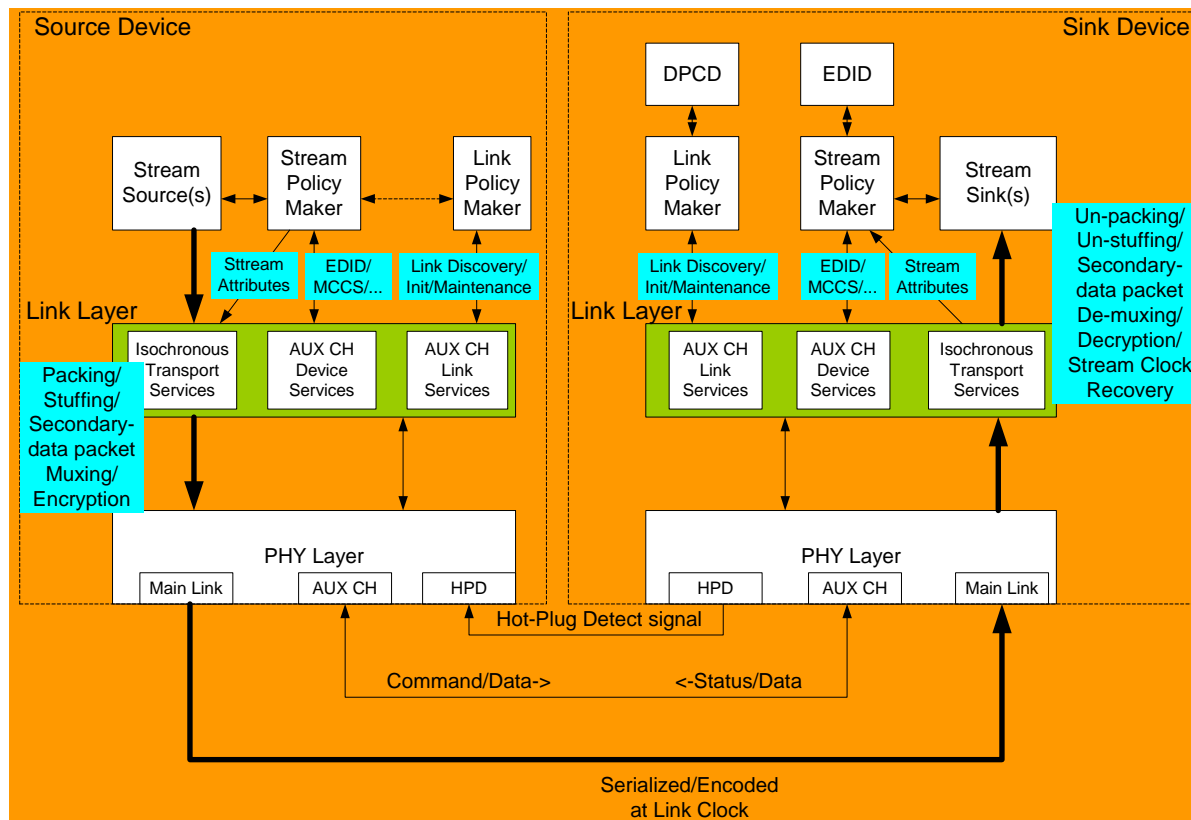 Source Device
Sink Device
DPCD
EDID
Stream
Source(s)
Stream
Policy
Maker
Link
Policy
Maker
Link
Policy
Maker
Stream
Policy
Maker
Stream
Sink(s)
Sttream
Attributes
EDID/
MCCS/...
Link Discovery/
Init/Maintenance
Link Discovery/
Init/Maintenance
EDID/
MCCS/...
Stream
Attributes
Un-packing/
Un-stuffing/
Secondary-
data packet
De-muxing/
Decryption/
Stream Clock
Recovery
Link Layer
Link Layer
Isochronous
Transport
Services
AUX CH
Device
Services
AUX CH
Link
Services
AUX CH
Link
Services
AUX CH
Device
Services
Isochronous
Transport
Services
Packing/
Stuffing/
Secondary-
data packet
Muxing/
Encryption
PHY Layer
PHY Layer
Main Link
AUX CH
HPD
HPD
AUX CH
Main Link
Hot-Plug Detect signal
Command/Data->
<-Status/Data
Serialized/Encoded
at Link Clock